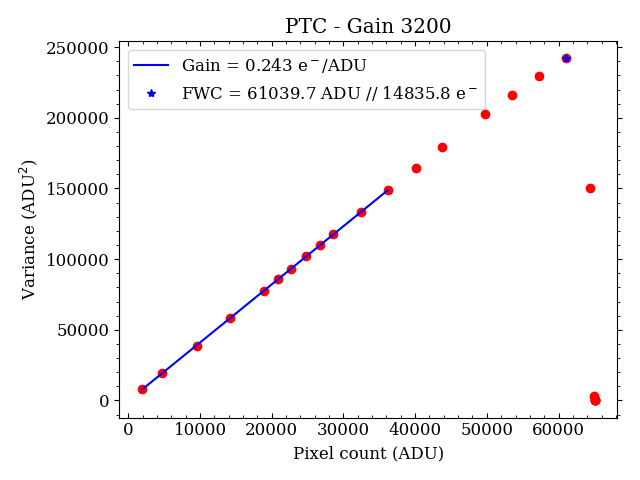 PTC - Gain 3200
Gain = 0.243 e⁻/ADU
FWC = 61039.7 ADU // 14835.8 e⁻
250000
200000
150000
100000
50000
0
Variance (ADU²)
0 10000 20000 30000 40000 50000 60000
Pixel count (ADU)